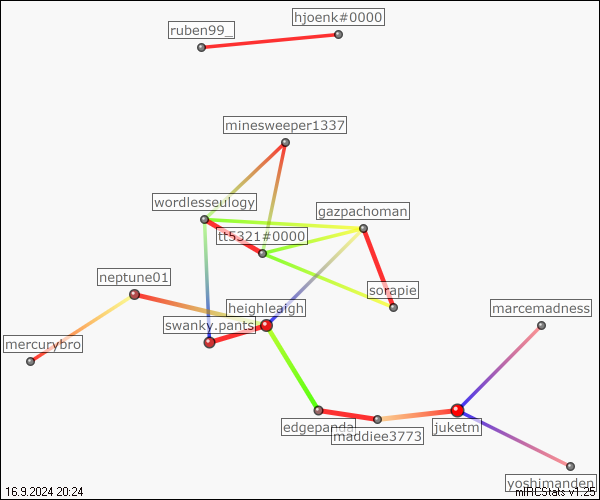 hjoenk#0000
ruben99_
minesweeper1337
wordlesseulogy
gazpachoman
tt5321#0000
neptune01
sorapie
heighleaigh
marcemadness
swanky.pants
mercurybro
edgepanda
juketm
maddiee3773
yoshimanden
16.9.2024 20:24
mIRCStats v1.25